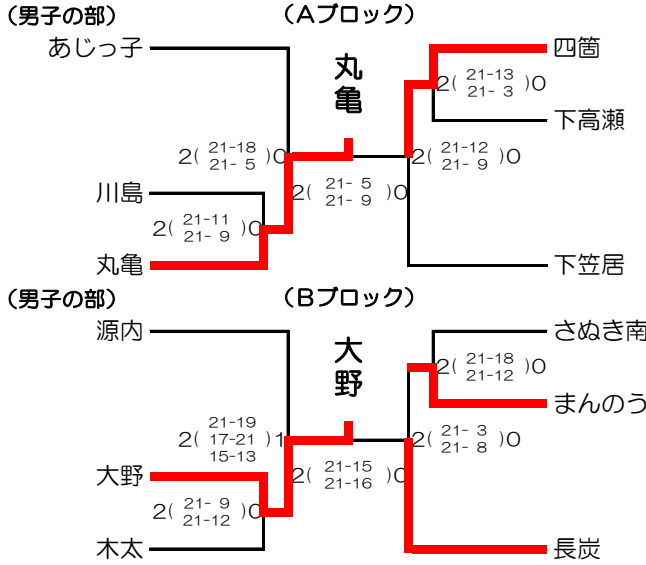 (男子の部)
(Aブロック)
あじっ子
四箇
丸亀
2( 21-13 )0
21- 3
下高瀬
2( 21-18 )0
21- 5
2( 21-12 )0
21- 9
川島
2( 21- 5 )0
21- 9
2( 21-11 )0
21- 9
丸亀
下笠居
(男子の部)
(Bブロック)
源内
さぬき南
大野
2( 21-18 )0
21-12
まんのう
21-19
2( 17-21 )1
15-13
2( 21- 3 )0
21- 8
大野
2( 21-15 )0
21-16
2( 21- 9 )0
21-12
木太
長炭